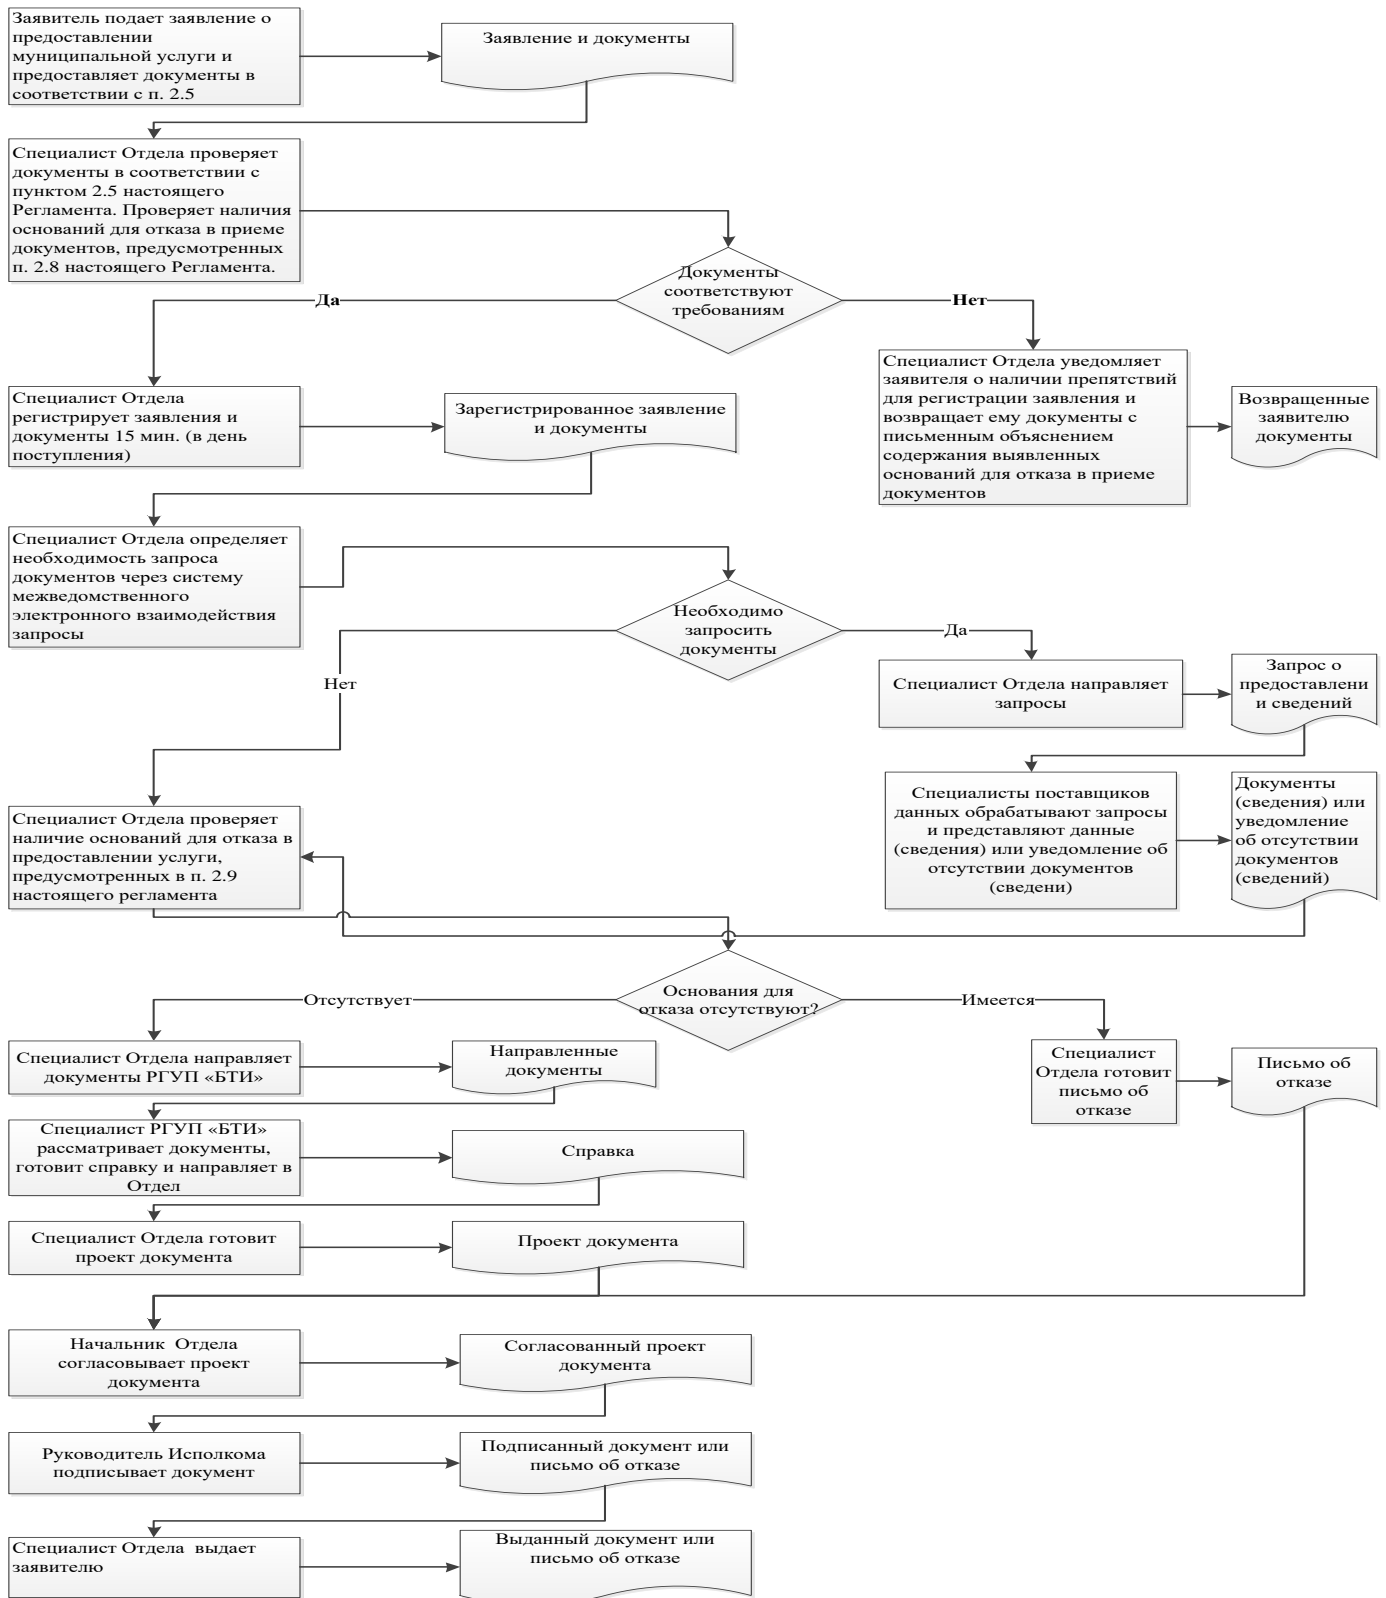 Заявитель подает заявление о
предоставлении
муниципальной услуги и
предоставляет документы в
соответствии с п. 2.5
Заявление и документы
Специалист Отдела проверяет
документы в соответствии с
пунктом 2.5 настоящего
Регламента. Проверяет наличия
оснований для отказа в приеме
документов, предусмотренных
п. 2.8 настоящего Регламента.
Документы
соответствуют
требованиям
Да
Нет
Специалист Отдела
регистрирует заявления и
документы 15 мин. (в день
поступления)
Зарегистрированное заявление
и документы
Специалист Отдела уведомляет
заявителя о наличии препятствий
для регистрации заявления и
возвращает ему документы с
письменным объяснением
содержания выявленных
оснований для отказа в приеме
документов
Возвращенные
заявителю
документы
Специалист Отдела определяет
необходимость запроса
документов через систему
межведомственного
электронного взаимодействия
запросы
Необходимо
запросить
документы
Да
Нет
Специалист Отдела направляет
запросы
Запрос о
предоставлени
и сведений
Специалисты поставщиков
данных обрабатывают запросы
и представляют данные
(сведения) или уведомление об
отсутствии документов
(сведени)
Документы
(сведения) или
уведомление
об отсутствии
документов
(сведений)
Специалист Отдела проверяет
наличие оснований для отказа в
предоставлении услуги,
предусмотренных в п. 2.9
настоящего регламента
Основания для
отказа отсутствуют?
Отсутствует
Имеется
Специалист Отдела направляет
документы РГУП «БТИ»
Направленные
документы
Специалист
Отдела готовит
письмо об
отказе
Письмо об
отказе
Специалист РГУП «БТИ»
рассматривает документы,
готовит справку и направляет в
Отдел
Справка
Специалист Отдела готовит
проект документа
Проект документа
Начальник  Отдела
согласовывает проект
документа
Согласованный проект
документа
Руководитель Исполкома
подписывает документ
Подписанный документ или
письмо об отказе
Специалист Отдела  выдает
заявителю
Выданный документ или
письмо об отказе